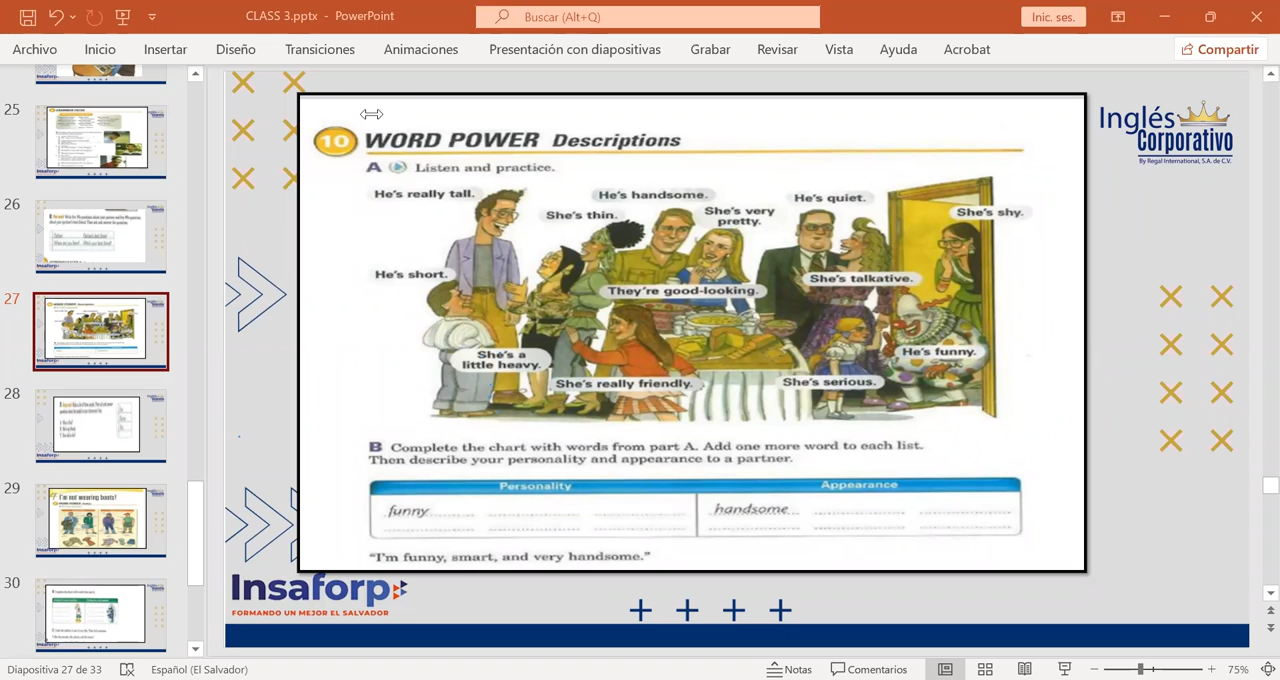 CLASS 3.pptx - PowerPoint
Buscar (Alt+Q)
Inic. ses.
Archivo Inicio Insertar Diseño Transiciones Animaciones Presentación con diapositivas Grabar Revisar Vista Ayuda Acrobat
Compartir
25
26
27
28
29
I'm not wearing boots!
30
Insaforp
Inglés
Corporativo
By Regal International, S.A. de C.V.
10 WORD POWER Descriptions
A Listen and practice.
He's really tall.
He's handsome.
He's quiet.
She's thin.
She's very
pretty.
She's shy.
He's short.
She's talkative.
They're good-looking.
She's a
little heavy.
He's funny.
She's really friendly.
She's serious.
B Complete the chart with words from part A. Add one more word to each list.
Then describe your personality and appearance to a partner.
Personality Appearance
funny handsome
"I'm funny, smart, and very handsome."
Insaforp
FORMANDO UN MEJOR EL SALVADOR
Diapositiva 27 de 33 Español (El Salvador) Notas Comentarios 75%